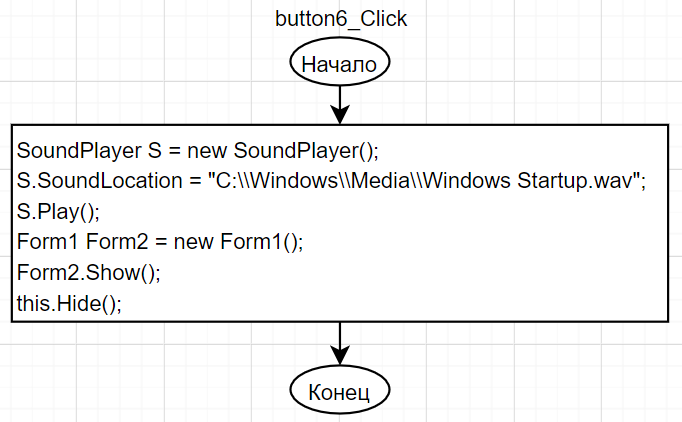 button6_Click
Начало
SoundPlayer S = new SoundPlayer();
S.SoundLocation = "C:\\Windows\\Media\\Windows Startup.wav";
S.Play();
Form1 Form2 = new Form1();
Form2.Show();
this.Hide();
Конец